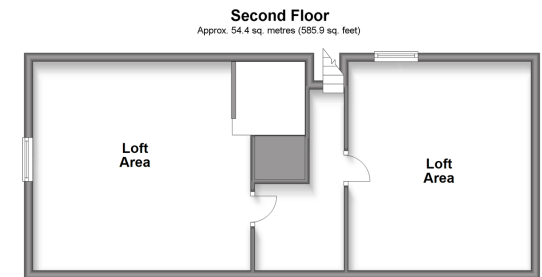 Second Floor
Approx. 54.4 sq. metres (585.9 sq. feet)
Loft
Area
Loft
Area